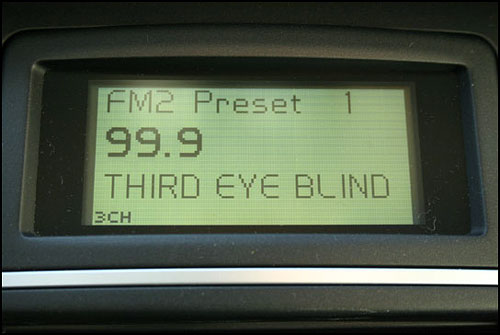 FM2 Preset 1
99.9
THIRD EYE BLIND
3CH